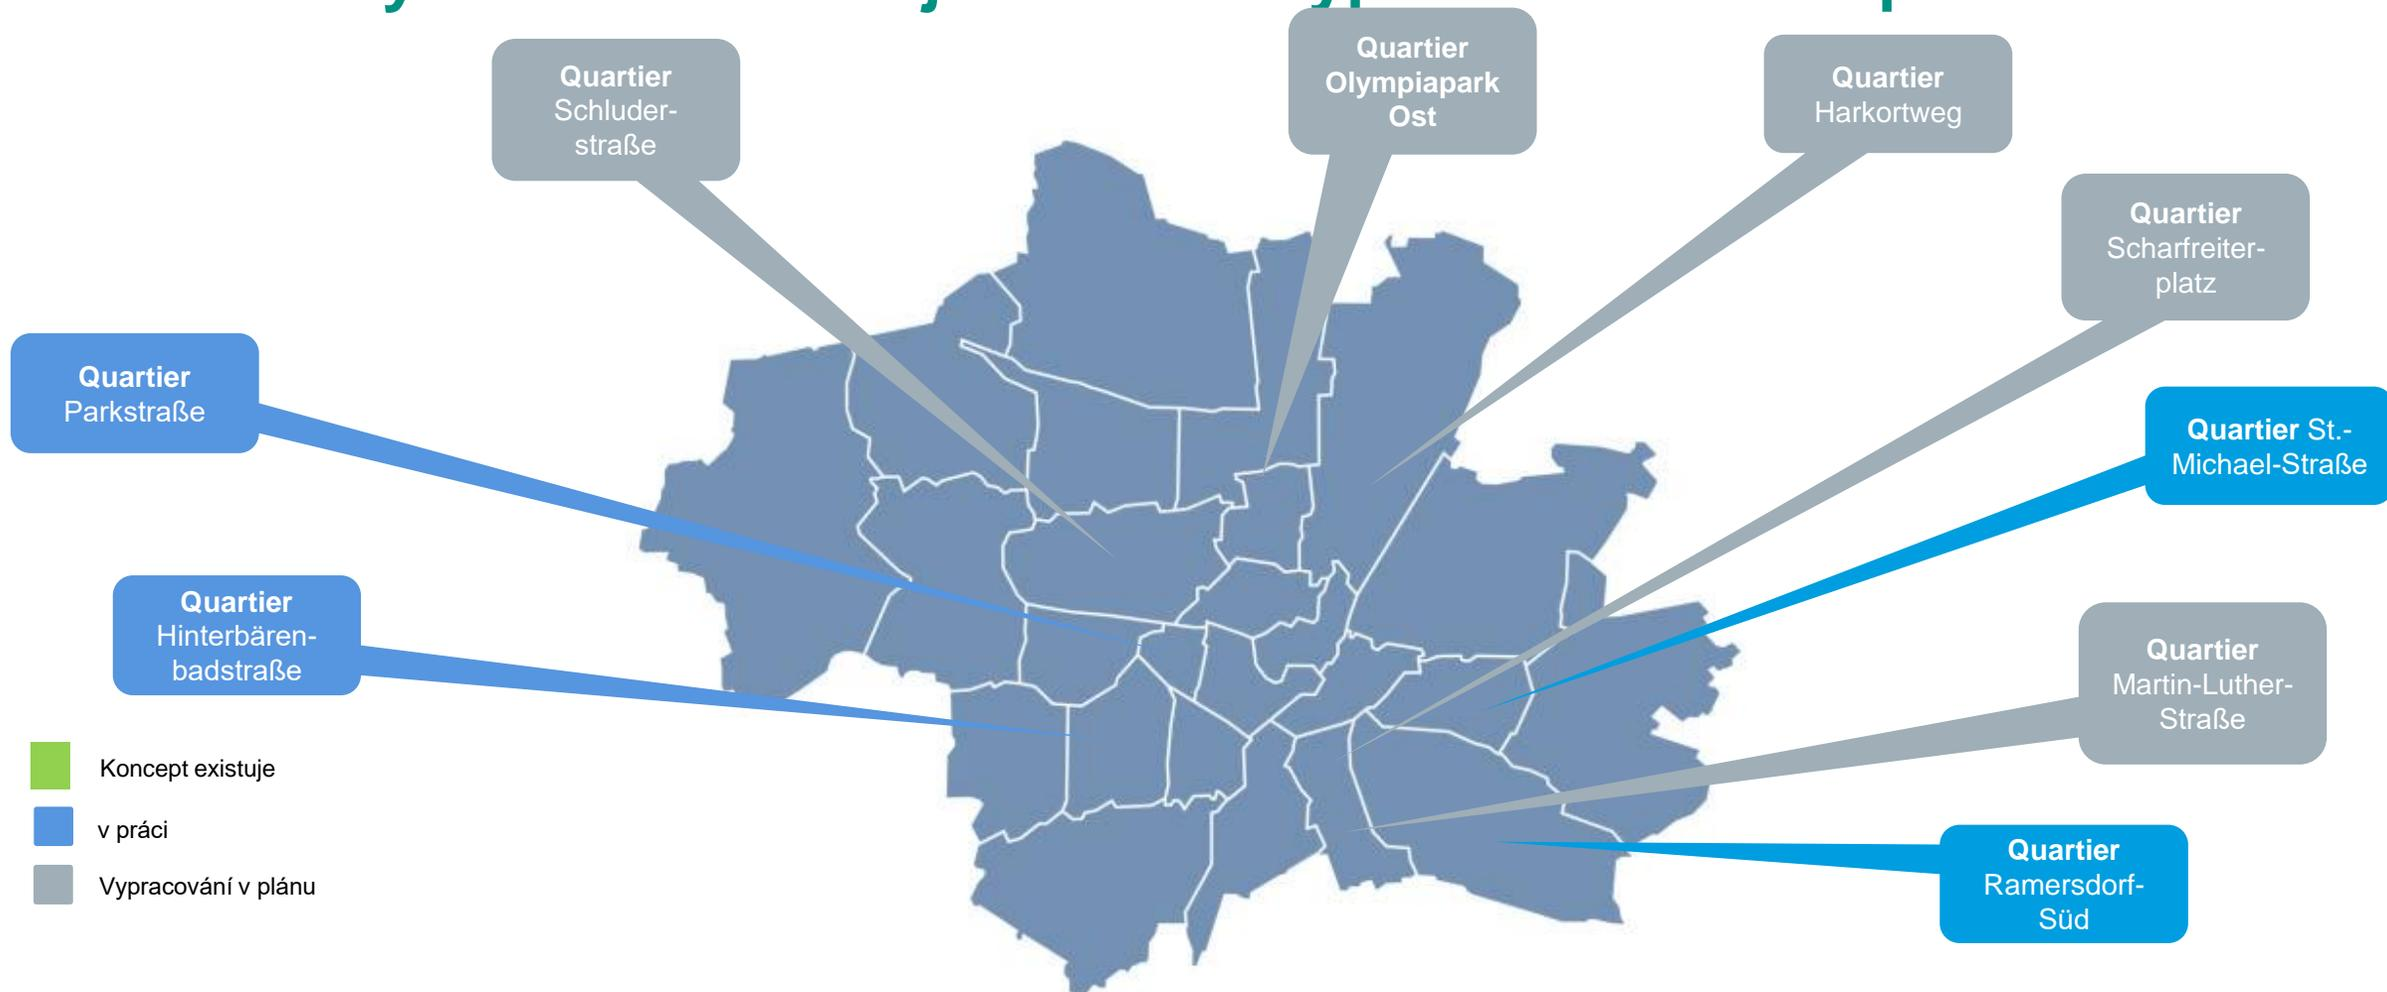 Quartier
Schluder-
straße
Quartier
Olympiapark
Ost
Quartier
Harkortweg
Quartier
Scharfreiter-
platz
Quartier
Parkstraße
Quartier St.-
Michael-Straße
Quartier
Hinterbären-
badstraße
Quartier
Martin-Luther-
Straße
Koncept existuje
v práci
Vypracování v plánu
Quartier
Ramersdorf-
Süd